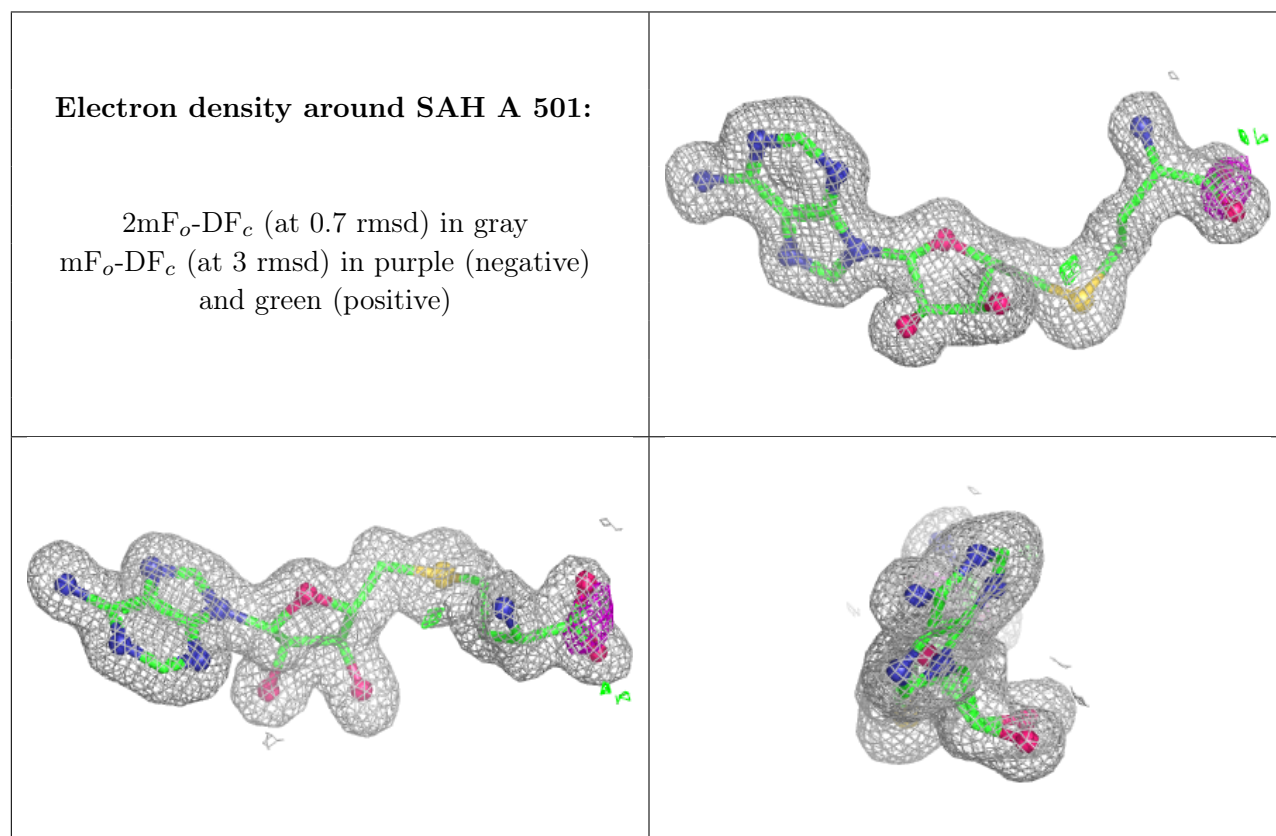 Electron density around SAH A 501:
2mFo-DFc (at 0.7 rmsd) in gray
mFo-DFc (at 3 rmsd) in purple (negative)
and green (positive)